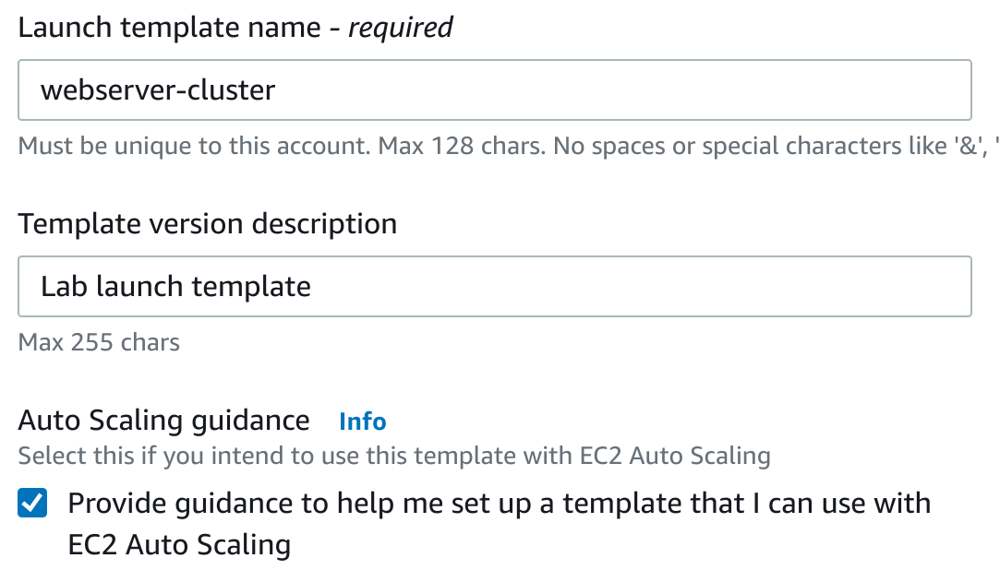 Launch template name - required
webserver-cluster
Must be unique to this account. Max 128 chars. No spaces or special characters like '&', '
Template version description
Lab launch template
Max 255 chars
Auto Scaling guidance Info
Select this if you intend to use this template with EC2 Auto Scaling
Provide guidance to help me set up a template that I can use with
EC2 Auto Scaling